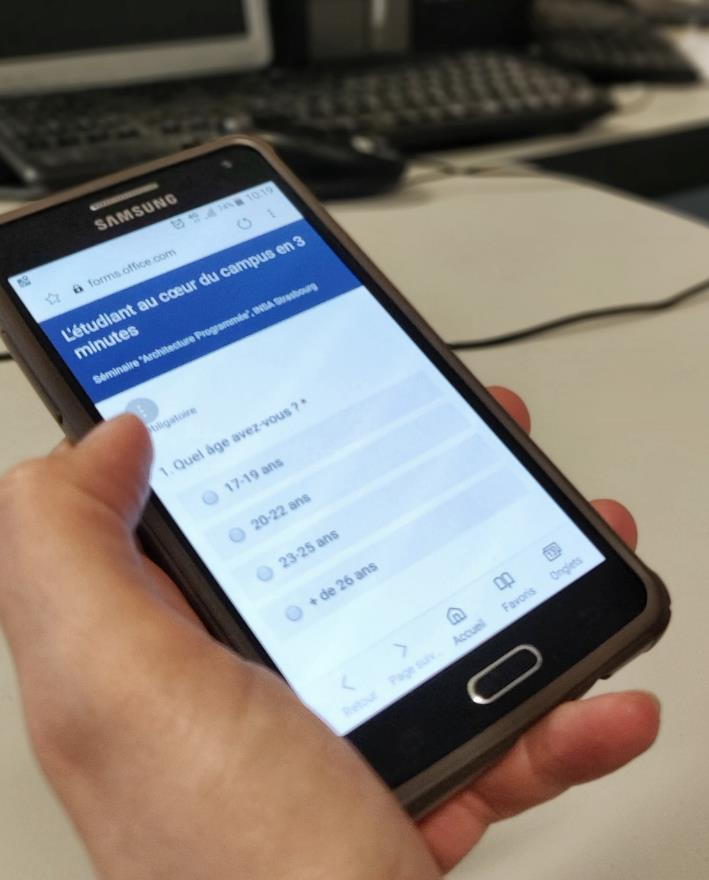 SAMSUNG
74% 10:19
forms.office.com
L'étudiant au cœur du campus en 3
minutes
Séminaire "Architecture Programmée", INSA Strasbourg
Obligatoire
1. Quel âge avez-vous ? *
17-19 ans
20-22 ans
23-25 ans
+ de 26 ans
Retour
Page suiv...
Accueil
Favoris
Onglets